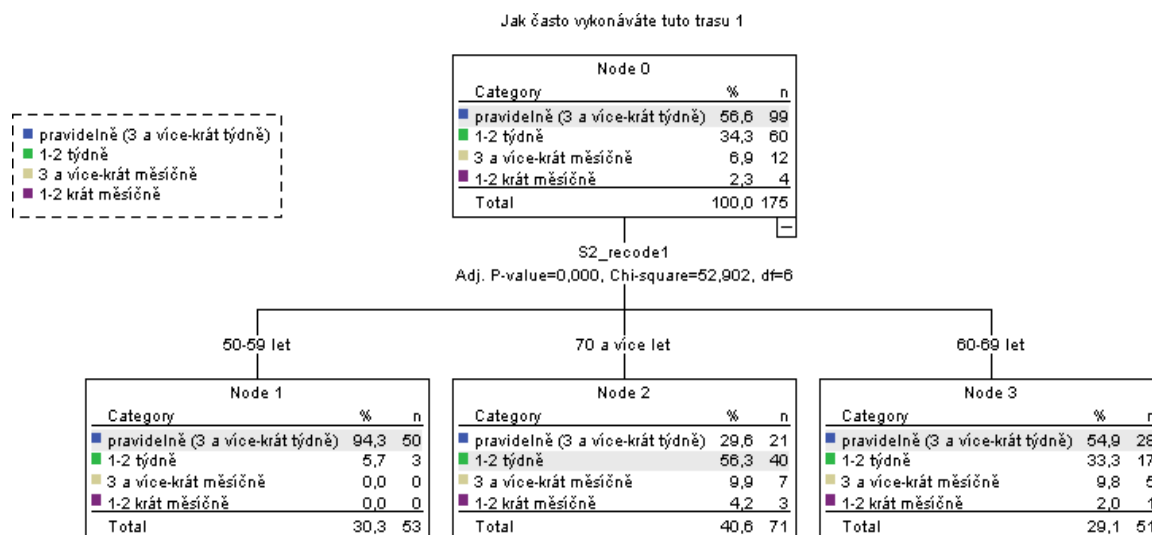 Jak často vykonáváte tuto trasu 1
Node 0
Category % n
pravidelně (3 a více-krát týdně) 56,6 99
1-2 týdně 34,3 60
3 a více-krát měsíčně 6,9 12
1-2 krát měsíčně 2,3 4
Total 100,0 175
pravidelně (3 a více-krát týdně)
1-2 týdně
3 a více-krát měsíčně
1-2 krát měsíčně
S2_recode1
Adj. P-value=0,000, Chi-square=52,902, df=6
50-59 let
70 a více let
60-69 let
Node 1
Category % n
pravidelně (3 a více-krát týdně) 94,3 50
1-2 týdně 5,7 3
3 a více-krát měsíčně 0,0 0
1-2 krát měsíčně 0,0 0
Total 30,3 53
Node 2
Category % n
pravidelně (3 a více-krát týdně) 29,6 21
1-2 týdně 56,3 40
3 a více-krát měsíčně 9,9 7
1-2 krát měsíčně 4,2 3
Total 40,6 71
Node 3
Category % n
pravidelně (3 a více-krát týdně) 54,9 28
1-2 týdně 33,3 17
3 a více-krát měsíčně 9,8 5
1-2 krát měsíčně 2,0 1
Total 29,1 51